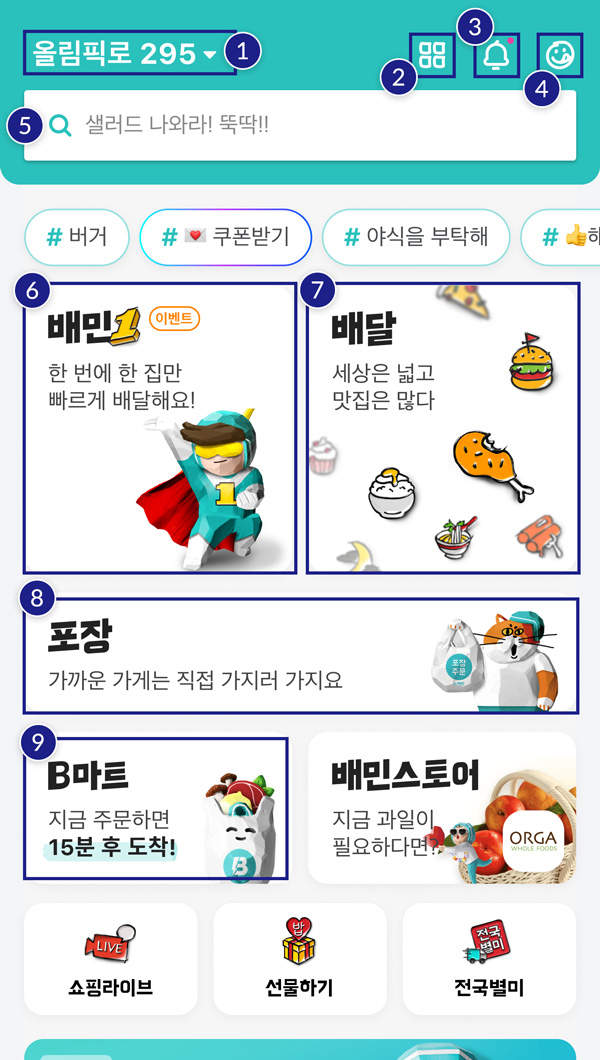 올림픽로 295
1
2
3
4
5
샐러드 나와라! 뚝딱!!
# 버거
# 💌 쿠폰받기
# 야식을 부탁해
# 👍해
6
배민1 이벤트
한 번에 한 집만
빠르게 배달해요!
1
7
배달
세상은 넓고
맛집은 많다
8
포장
가까운 가게는 직접 가지러 가지요
포장
주문
9
B마트
지금 주문하면
15분 후 도착!
B
배민스토어
지금 과일이
필요하다면?
ORGA
WHOLE FOODS
LIVE
쇼핑라이브
밥
선물하기
전국
별미
전국별미